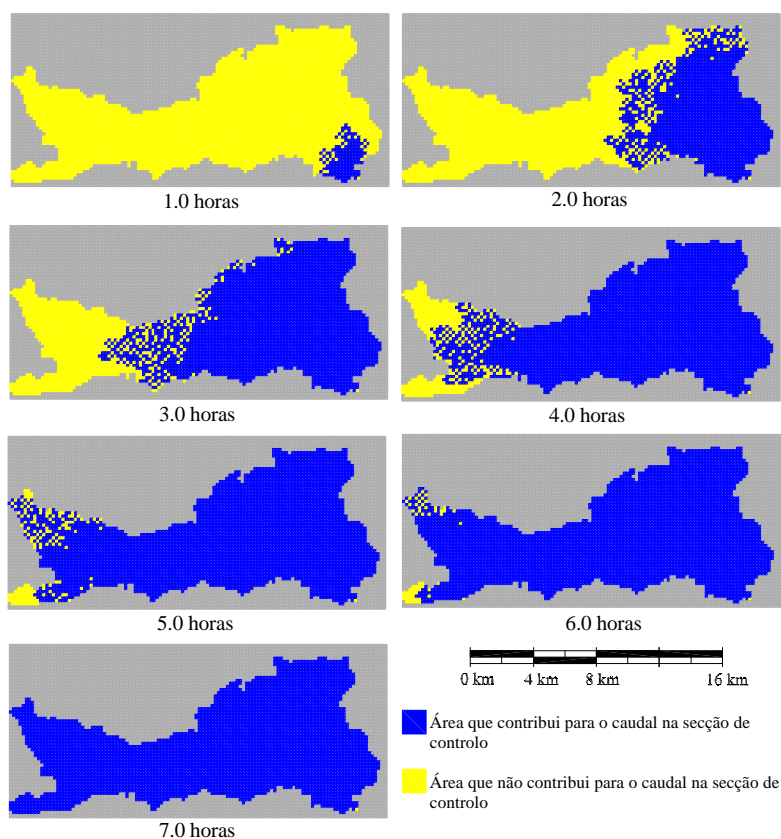 1.0 horas
2.0 horas
3.0 horas
4.0 horas
5.0 horas
6.0 horas
7.0 horas
0 km 4 km 8 km 16 km
Área que contribui para o caudal na secção de
controlo
Área que não contribui para o caudal na secção de
controlo